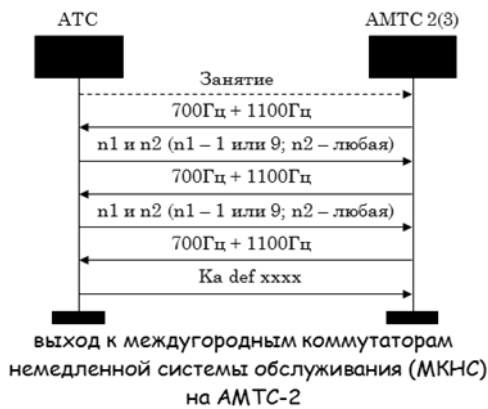 АТС
АМТС 2(3)
Занятие
700Гц + 1100Гц
n1 и n2 (n1 – 1 или 9; n2 – любая)
700Гц + 1100Гц
n1 и n2 (n1 – 1 или 9; n2 – любая)
700Гц + 1100Гц
Ка def xxxx
выход к междугородным коммутаторам
немедленной системы обслуживания (МКНС)
на АМТС-2